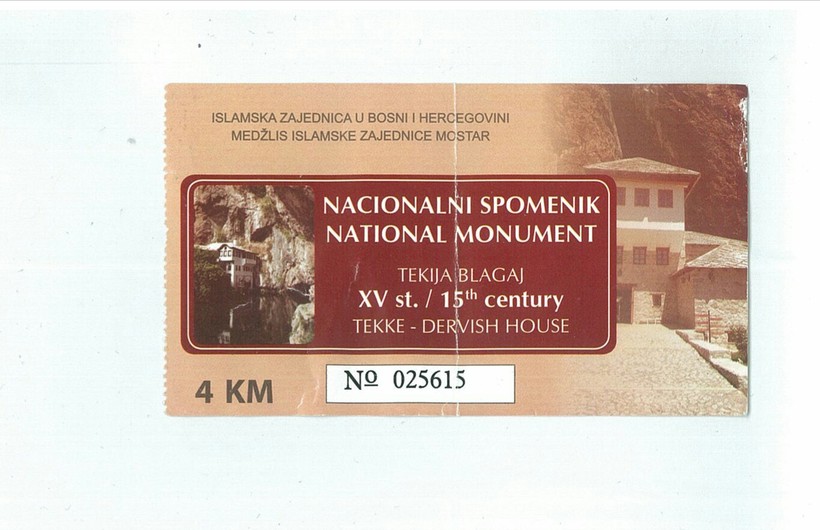 ISLAMSKA ZAJEDNICA U BOSNI I HERCEGOVINI
MEDŽLIS ISLAMSKE ZAJEDNICE MOSTAR
NACIONALNI SPOMENIK
NATIONAL MONUMENT
TEKIJA BLAGAJ
XV st. / 15th century
TEKKE - DERVISH HOUSE
4 KM
Nº 025615